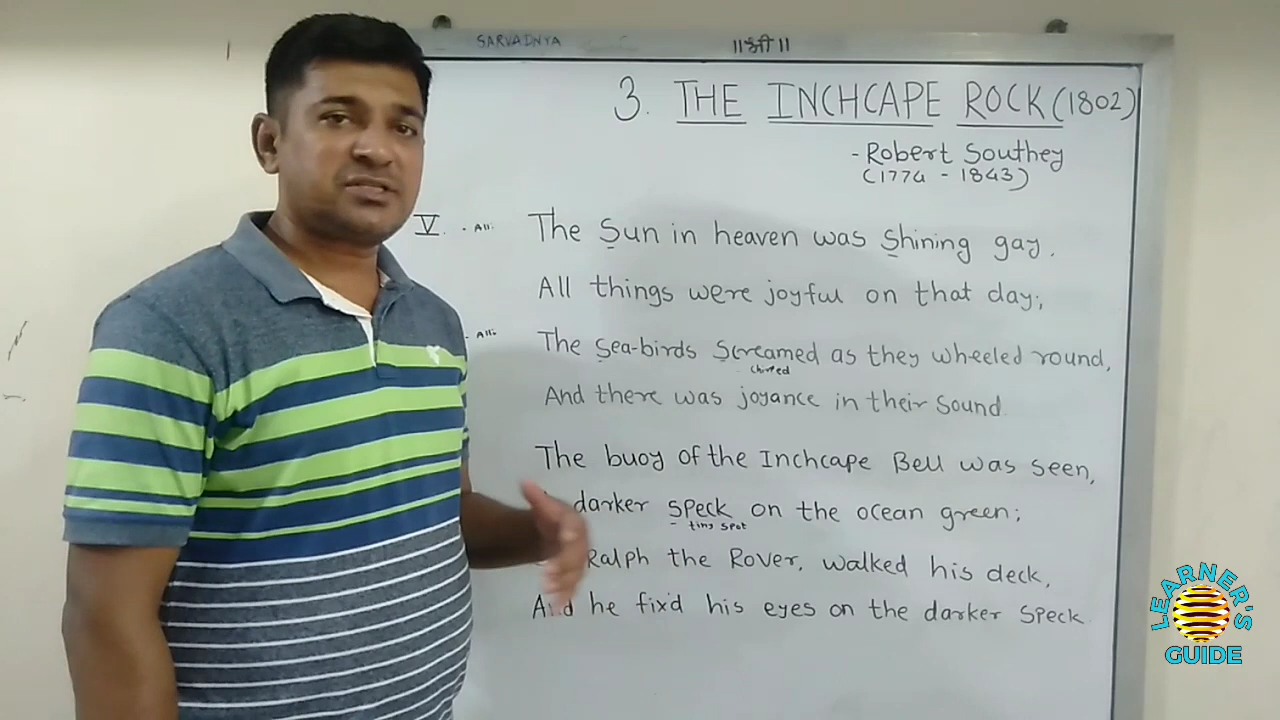 SARVADNYA
॥श्री॥
3. THE INCHCAPE ROCK (1802)
- Robert Southey
(1774 - 1843)
V. - All:
The Sun in heaven was shining gay.
All things were joyful on that day;,
- All:
The Sea-birds Screamed as they wheeled round,
And there was joyance in their Sound.
The buoy of the Inchcape Bell was seen,
darker speck on the ocean green;
tiny spot
Ralph the Rover, walked his deck,
And he fix'd his eyes on the darker speck.
LEARNER'S
GUIDE